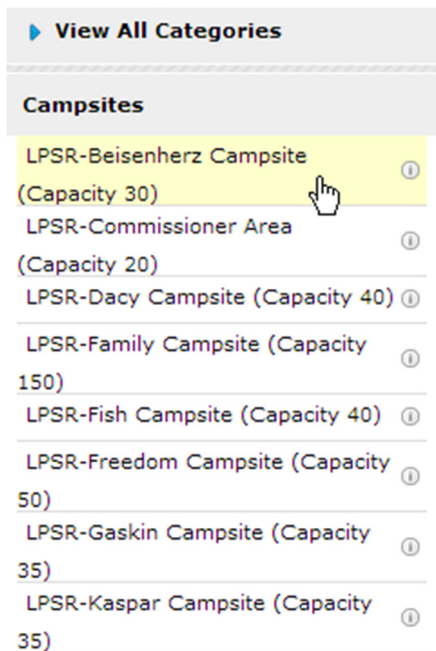 View All Categories
Campsites
LPSR-Beisenherz Campsite
(Capacity 30)
LPSR-Commissioner Area
(Capacity 20)
LPSR-Dacy Campsite (Capacity 40)
LPSR-Family Campsite (Capacity
150)
LPSR-Fish Campsite (Capacity 40)
LPSR-Freedom Campsite (Capacity
50)
LPSR-Gaskin Campsite (Capacity
35)
LPSR-Kaspar Campsite (Capacity
35)